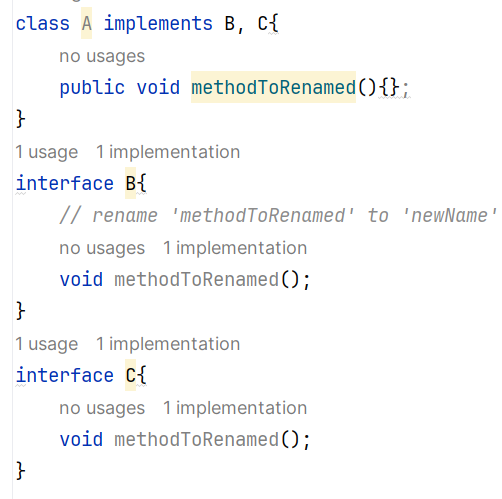 class A implements B, C{
no usages
public void methodToRenamed(){};
}
1 usage   1 implementation
interface B{
// rename 'methodToRenamed' to 'newName'
no usages   1 implementation
void methodToRenamed();
}
1 usage   1 implementation
interface C{
no usages   1 implementation
void methodToRenamed();
}